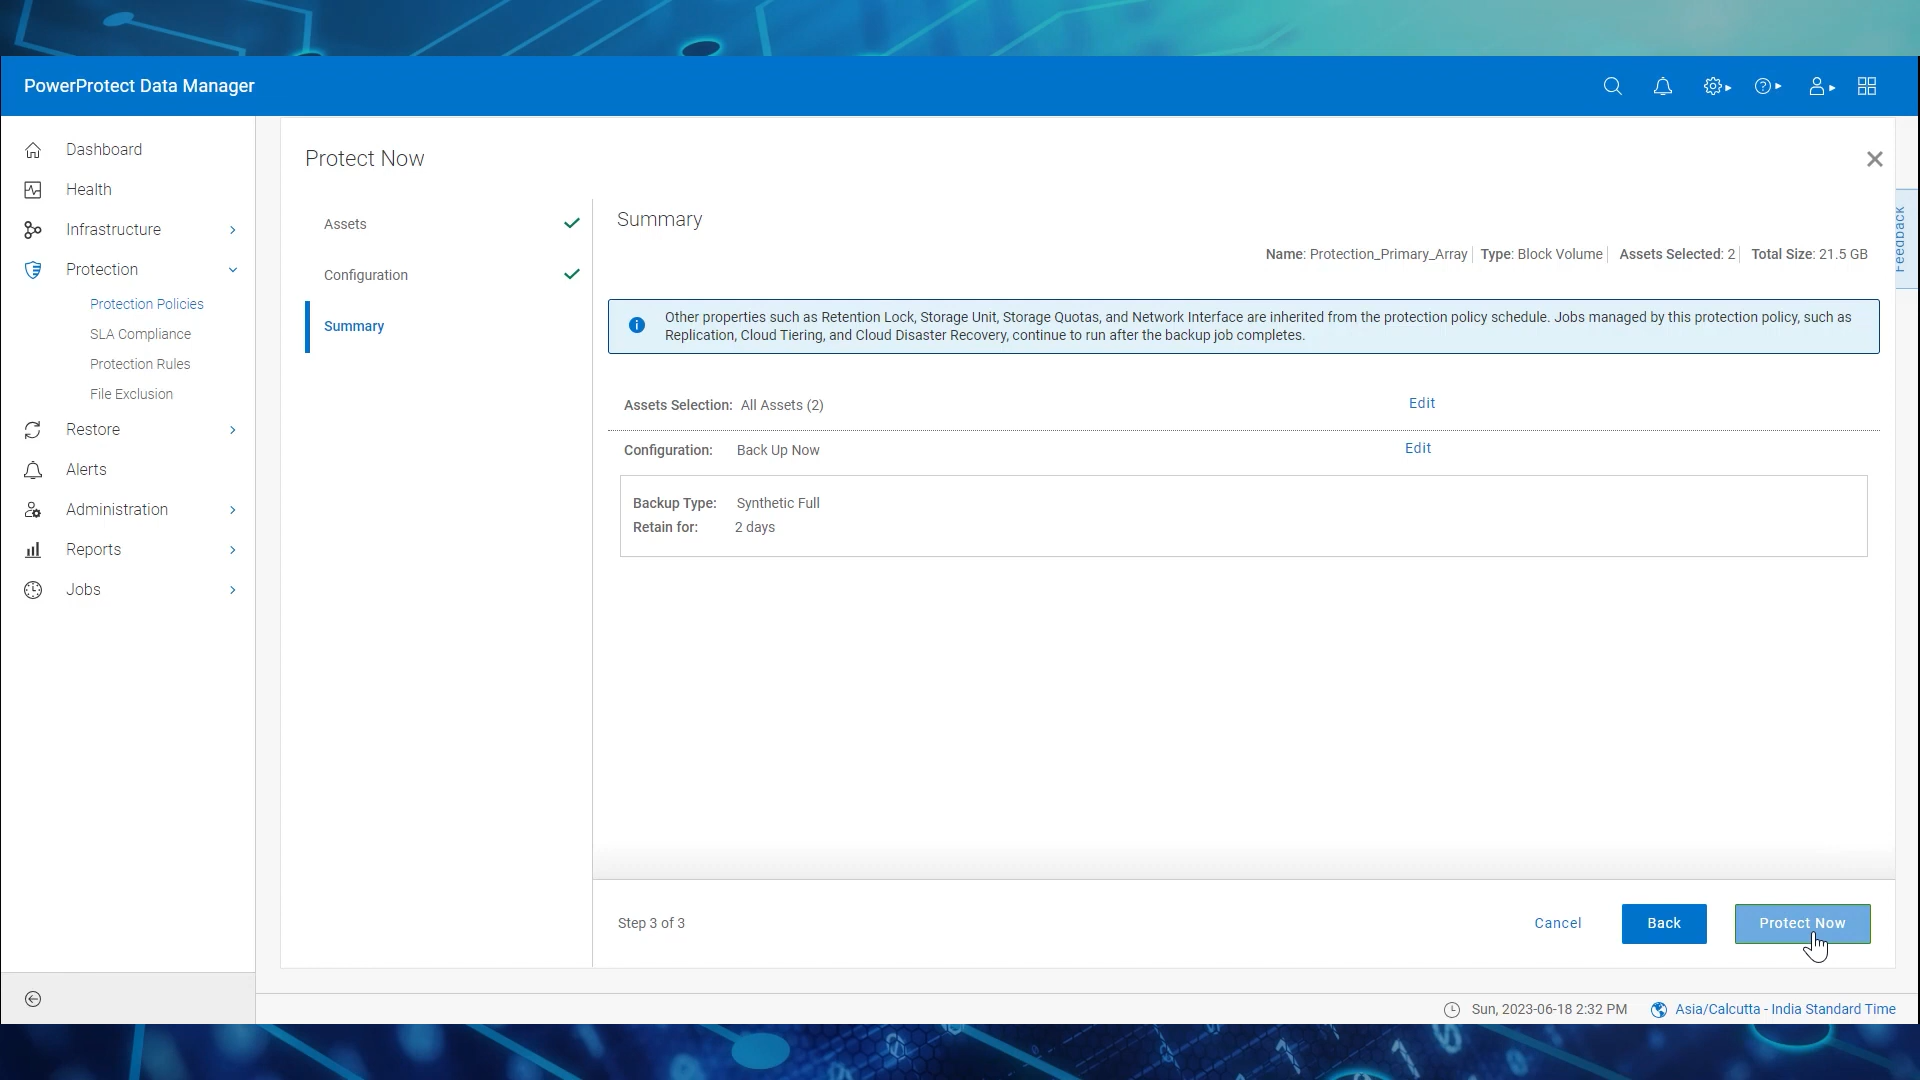 PowerProtect Data Manager
Dashboard
Health
Infrastructure
Protection
Protection Policies
SLA Compliance
Protection Rules
File Exclusion
Restore
Alerts
Administration
Reports
Jobs
Protect Now
Assets
Configuration
Summary
Summary
Name: Protection_Primary_Array Type: Block Volume Assets Selected: 2 Total Size: 21.5 GB
Feedback
Other properties such as Retention Lock, Storage Unit, Storage Quotas, and Network Interface are inherited from the protection policy schedule. Jobs managed by this protection policy, such as
Replication, Cloud Tiering, and Cloud Disaster Recovery, continue to run after the backup job completes.
Assets Selection: All Assets (2) Edit
Configuration: Back Up Now Edit
Backup Type: Synthetic Full
Retain for: 2 days
Step 3 of 3
Cancel
Back
Protect Now
Sun, 2023-06-18 2:32 PM
Asia/Calcutta - India Standard Time